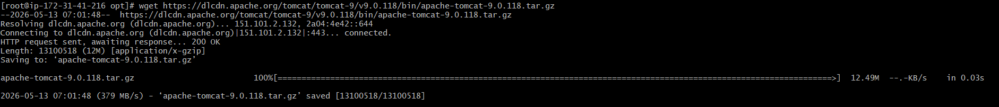 [root@ip-172-31-41-216 opt]# wget https://dlcdn.apache.org/tomcat/tomcat-9/v9.0.118/bin/apache-tomcat-9.0.118.tar.gz
--2026-05-13 07:01:48--  https://dlcdn.apache.org/tomcat/tomcat-9/v9.0.118/bin/apache-tomcat-9.0.118.tar.gz
Resolving dlcdn.apache.org (dlcdn.apache.org)... 151.101.2.132, 2a04:4e42::644
Connecting to dlcdn.apache.org (dlcdn.apache.org)|151.101.2.132|:443... connected.
HTTP request sent, awaiting response... 200 OK
Length: 13100518 (12M) [application/x-gzip]
Saving to: ‘apache-tomcat-9.0.118.tar.gz’
apache-tomcat-9.0.118.tar.gz 100%[====================================================================================================================>] 12.49M --.-KB/s in 0.03s
2026-05-13 07:01:48 (379 MB/s) - ‘apache-tomcat-9.0.118.tar.gz’ saved [13100518/13100518]